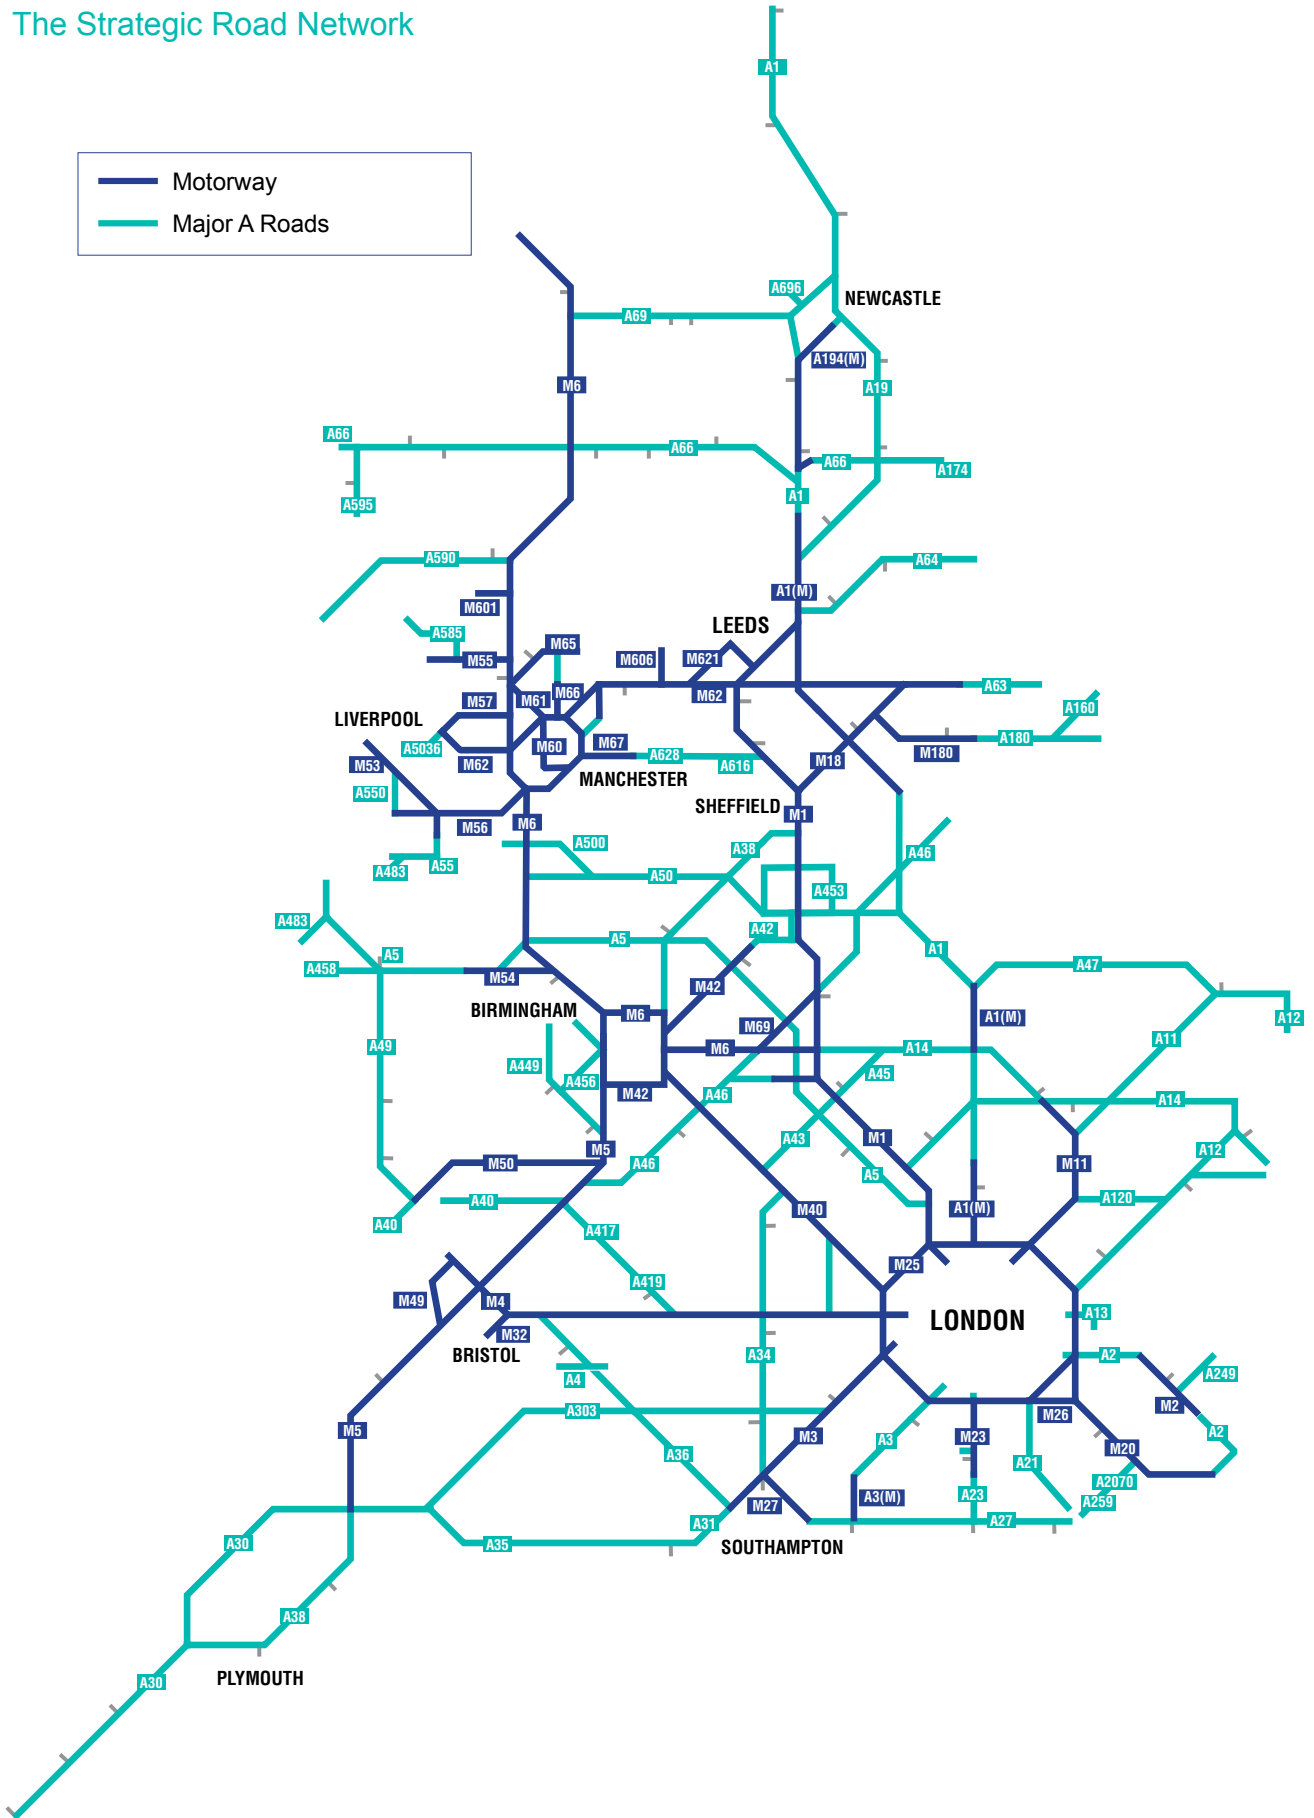 The Strategic Road Network
A1
Motorway
Major A Roads
A696
NEWCASTLE
A69
A194(M)
M6
A19
A66
A66
A66
A174
A595
A1
A590
A64
A1(M)
M601
LEEDS
A585
M65
M606
M621
M55
M66
M62
A63
M57
M61
A160
LIVERPOOL
A5036
M60
M67
A180
M53
M62
A628
A616
M18
M180
MANCHESTER
A550
SHEFFIELD
M56
M6
M1
A500
A38
A46
A483
A55
A50
A453
A483
A42
A5
A5
A1
A458
M54
M42
A47
BIRMINGHAM
M6
A1(M)
A12
M69
A11
A49
M6
A14
A449
A456
A45
M42
A46
A14
A43
M1
M5
A12
M50
A46
A5
M11
A40
A120
A40
M40
A1(M)
A417
M25
A419
M49
M4
A13
M32
LONDON
BRISTOL
A34
A2
A4
A249
A303
M26
M2
M5
M3
A3
M23
A2
A36
M20
A21
A2070
M27
A3(M)
A23
A259
A31
A27
A30
A35
SOUTHAMPTON
A38
PLYMOUTH
A30